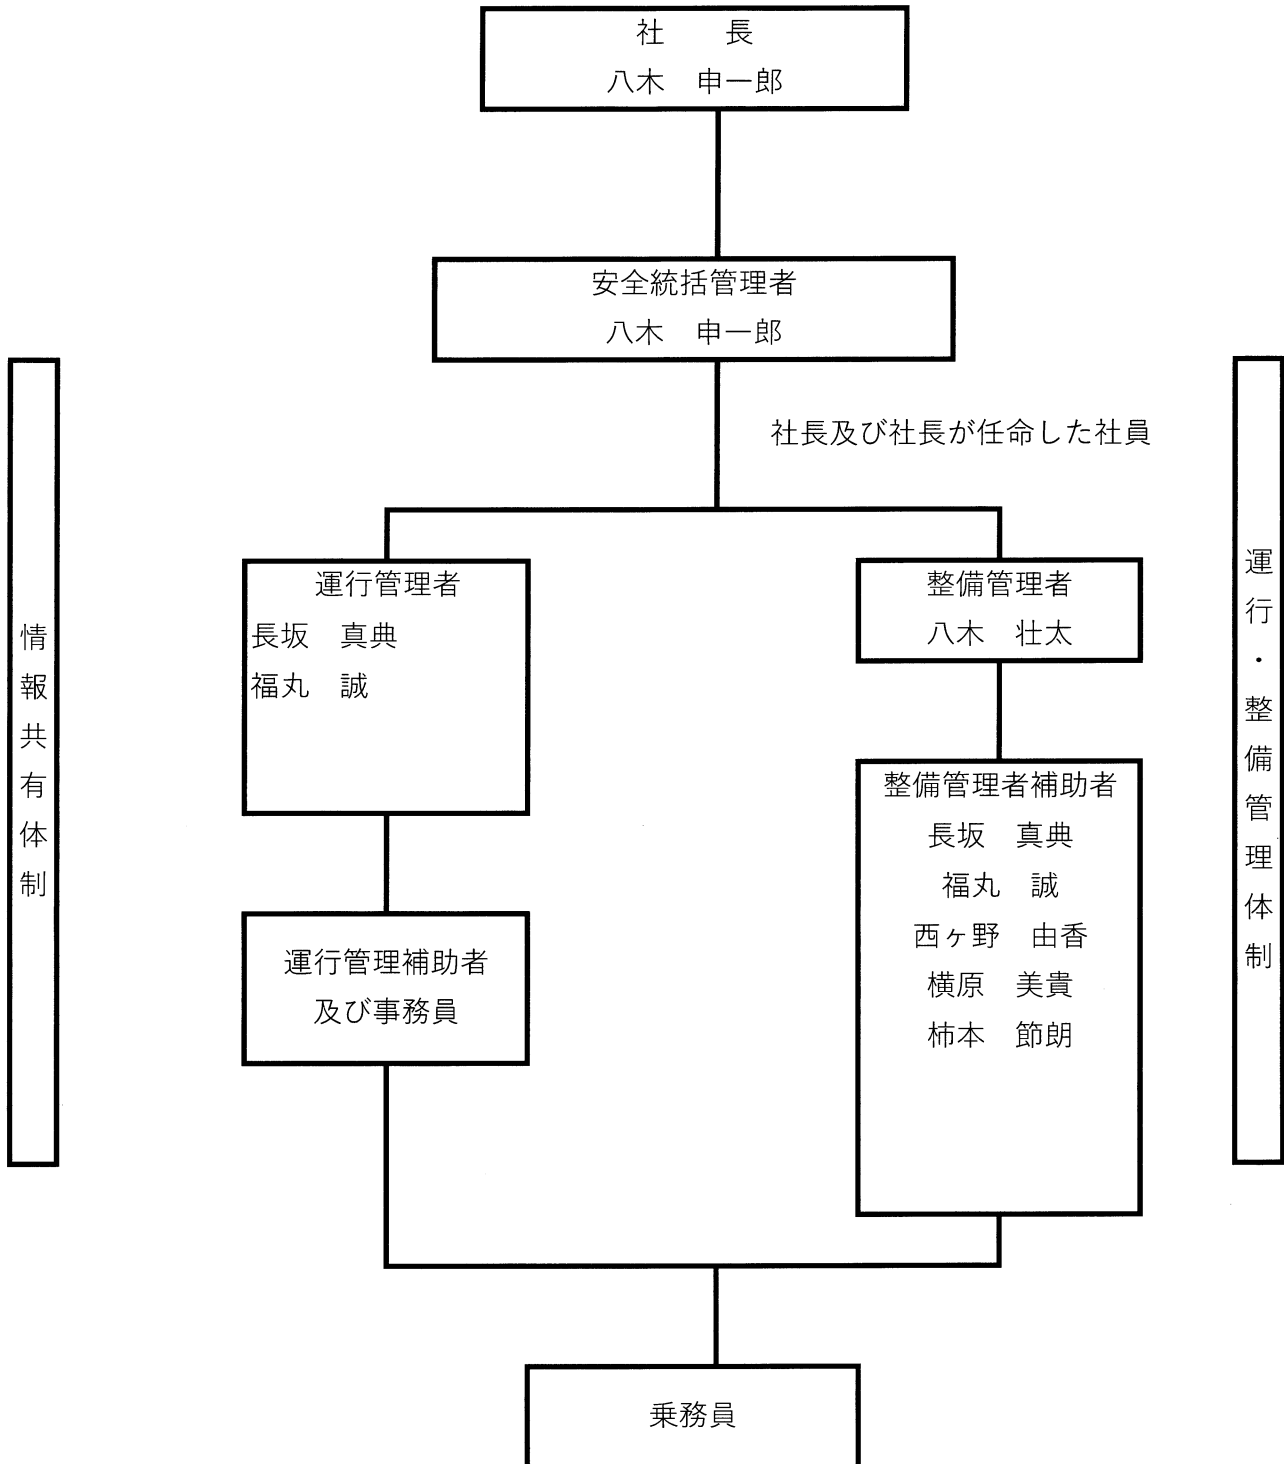 社　　長
八木　申一郎
安全統括管理者
八木　申一郎
社長及び社長が任命した社員
情報共有体制
運行管理者
長坂　真典
福丸　誠
運行管理補助者
及び事務員
整備管理者
八木　壮太
整備管理者補助者
長坂　真典
福丸　誠
西ヶ野　由香
横原　美貴
柿本　節朗
運行・整備管理体制
乗務員